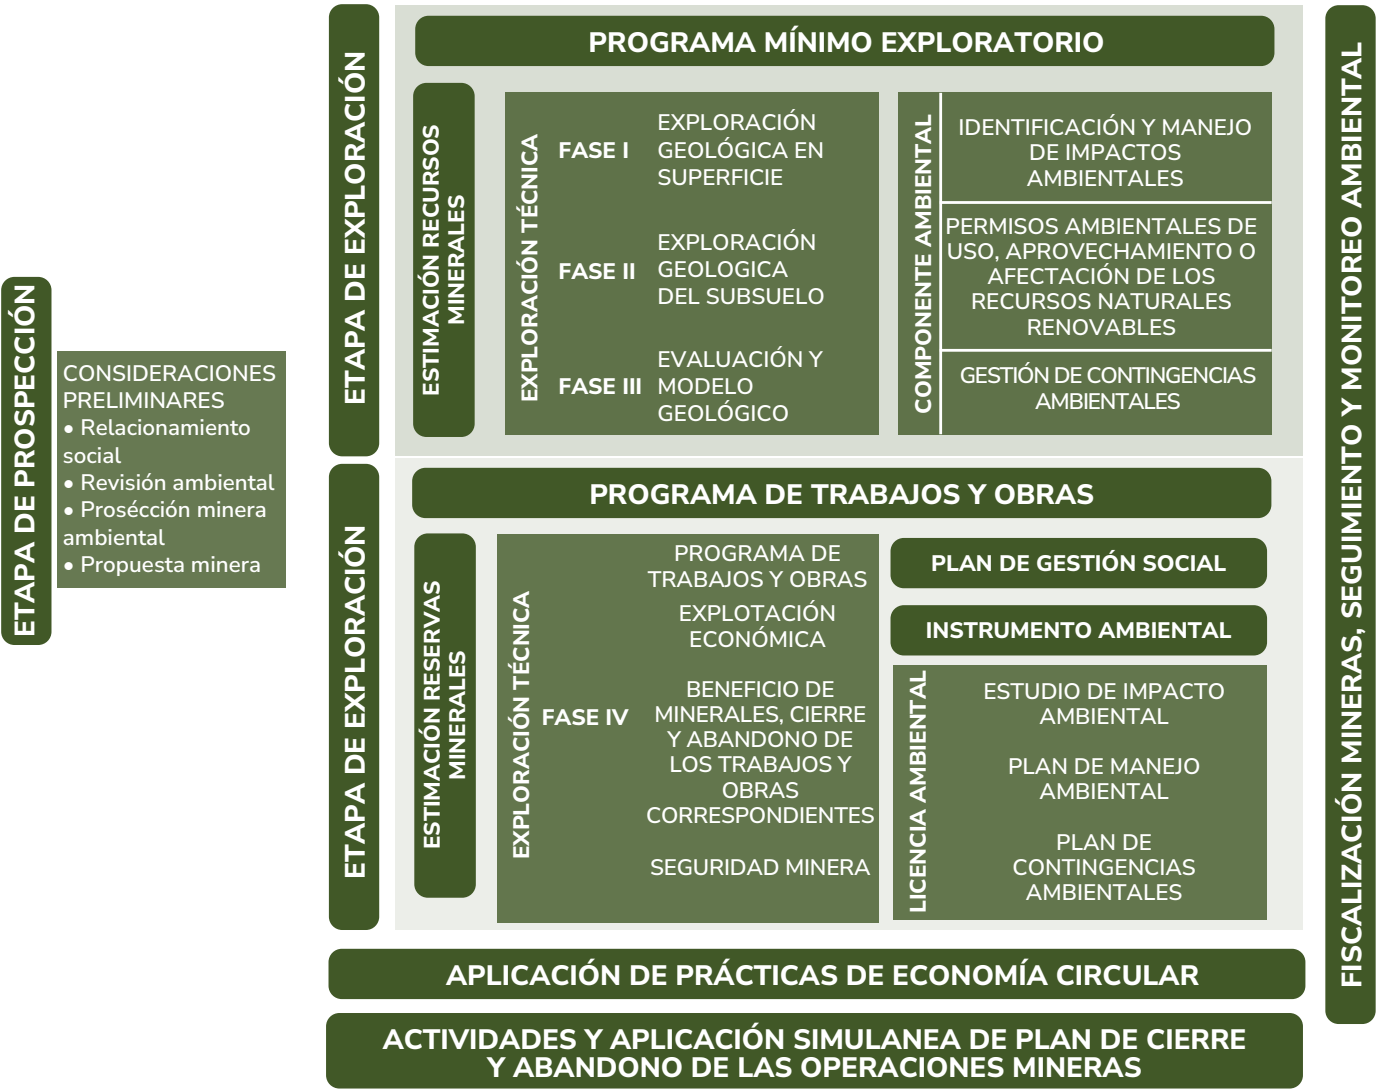 ETAPA DE PROSPECCIÓN
CONSIDERACIONES
PRELIMINARES
• Relacionamiento
social
• Revisión ambiental
• Prosécción minera
ambiental
• Propuesta minera
ETAPA DE EXPLORACIÓN
PROGRAMA MÍNIMO EXPLORATORIO
ESTIMACIÓN RECURSOS
MINERALES
EXPLORACIÓN TÉCNICA
FASE I
EXPLORACIÓN
GEOLÓGICA EN
SUPERFICIE
FASE II
EXPLORACIÓN
GEOLOGICA
DEL SUBSUELO
FASE III
EVALUACIÓN Y
MODELO
GEOLÓGICO
COMPONENTE AMBIENTAL
IDENTIFICACIÓN Y MANEJO
DE IMPACTOS
AMBIENTALES
PERMISOS AMBIENTALES DE
USO, APROVECHAMIENTO O
AFECTACIÓN DE LOS
RECURSOS NATURALES
RENOVABLES
GESTIÓN DE CONTINGENCIAS
AMBIENTALES
ETAPA DE EXPLORACIÓN
PROGRAMA DE TRABAJOS Y OBRAS
ESTIMACIÓN RESERVAS
MINERALES
EXPLORACIÓN TÉCNICA
FASE IV
PROGRAMA DE
TRABAJOS Y OBRAS
EXPLOTACIÓN
ECONÓMICA
BENEFICIO DE
MINERALES, CIERRE
Y ABANDONO DE
LOS TRABAJOS Y
OBRAS
CORRESPONDIENTES
SEGURIDAD MINERA
PLAN DE GESTIÓN SOCIAL
INSTRUMENTO AMBIENTAL
LICENCIA AMBIENTAL
ESTUDIO DE IMPACTO
AMBIENTAL
PLAN DE MANEJO
AMBIENTAL
PLAN DE
CONTINGENCIAS
AMBIENTALES
APLICACIÓN DE PRÁCTICAS DE ECONOMÍA CIRCULAR
ACTIVIDADES Y APLICACIÓN SIMULANEA DE PLAN DE CIERRE
Y ABANDONO DE LAS OPERACIONES MINERAS
FISCALIZACIÓN MINERAS, SEGUIMIENTO Y MONITOREO AMBIENTAL